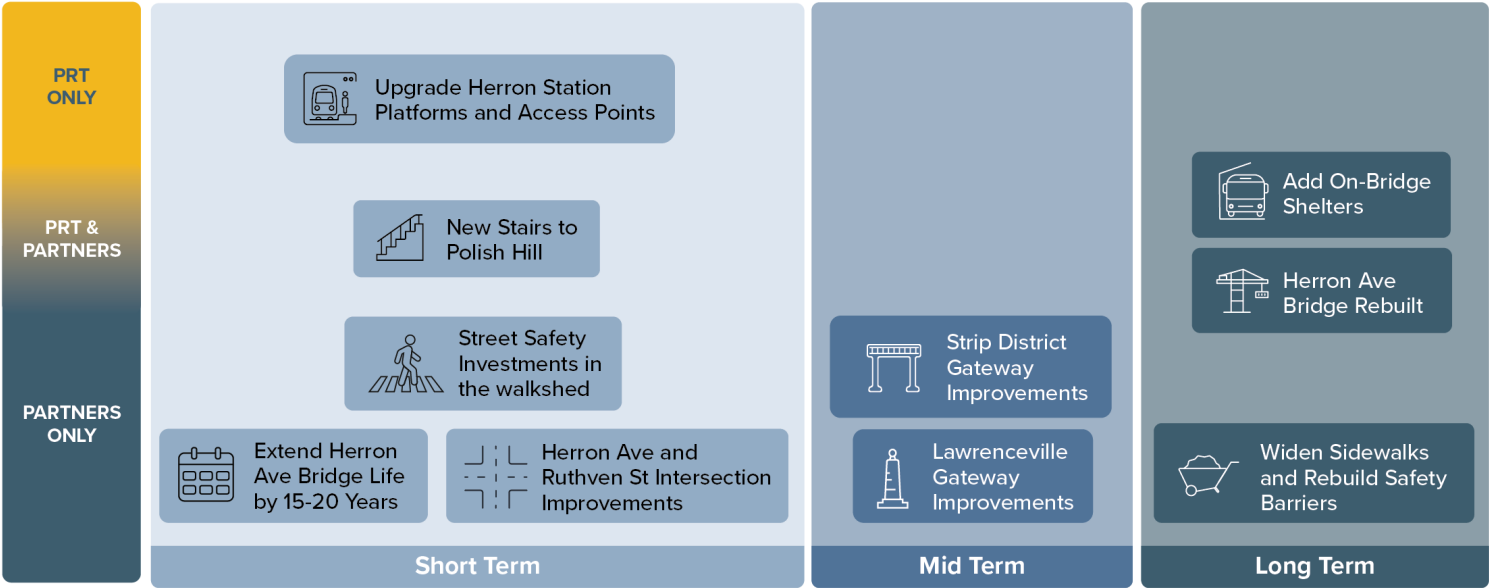 PRT
ONLY
PRT &
PARTNERS
PARTNERS
ONLY
Upgrade Herron Station
Platforms and Access Points
New Stairs to
Polish Hill
Street Safety
Investments in
the walkshed
Extend Herron
Ave Bridge Life
by 15-20 Years
Herron Ave and
Ruthven St Intersection
Improvements
Short Term
Strip District
Gateway
Improvements
Lawrenceville
Gateway
Improvements
Mid Term
Add On-Bridge
Shelters
Herron Ave
Bridge Rebuilt
Widen Sidewalks
and Rebuild Safety
Barriers
Long Term